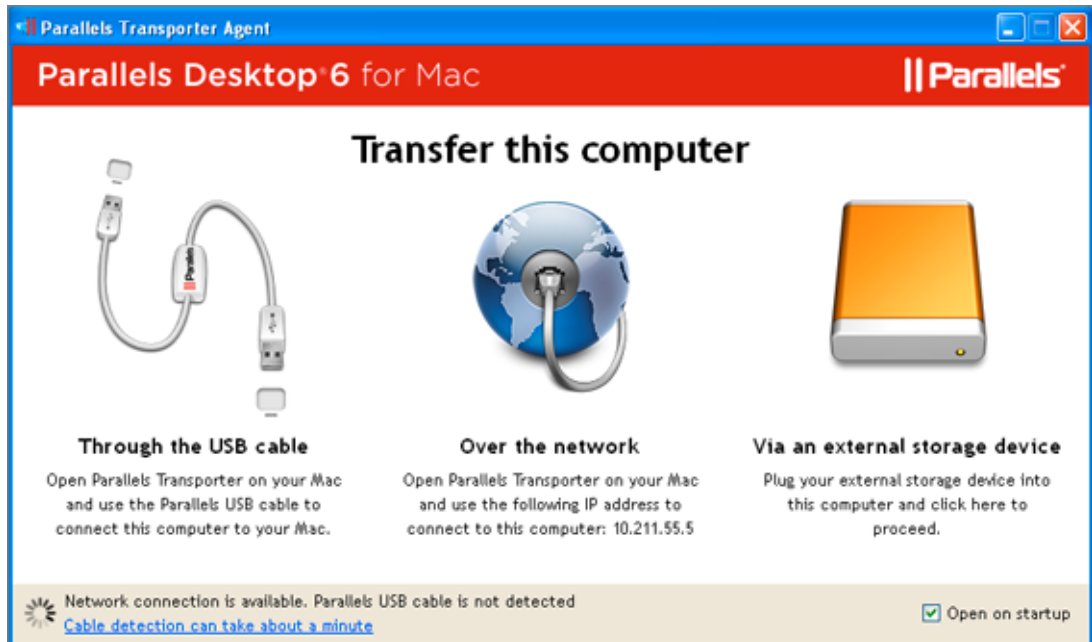 Parallels Transporter Agent
Parallels Desktop®6 for Mac
Parallels®
Transfer this computer
Parallels
Through the USB cable
Open Parallels Transporter on your Mac
and use the Parallels USB cable to
connect this computer to your Mac.
Over the network
Open Parallels Transporter on your Mac
and use the following IP address to
connect to this computer: 10.211.55.5
Via an external storage device
Plug your external storage device into
this computer and click here to
proceed.
Network connection is available. Parallels USB cable is not detected
Cable detection can take about a minute
Open on startup